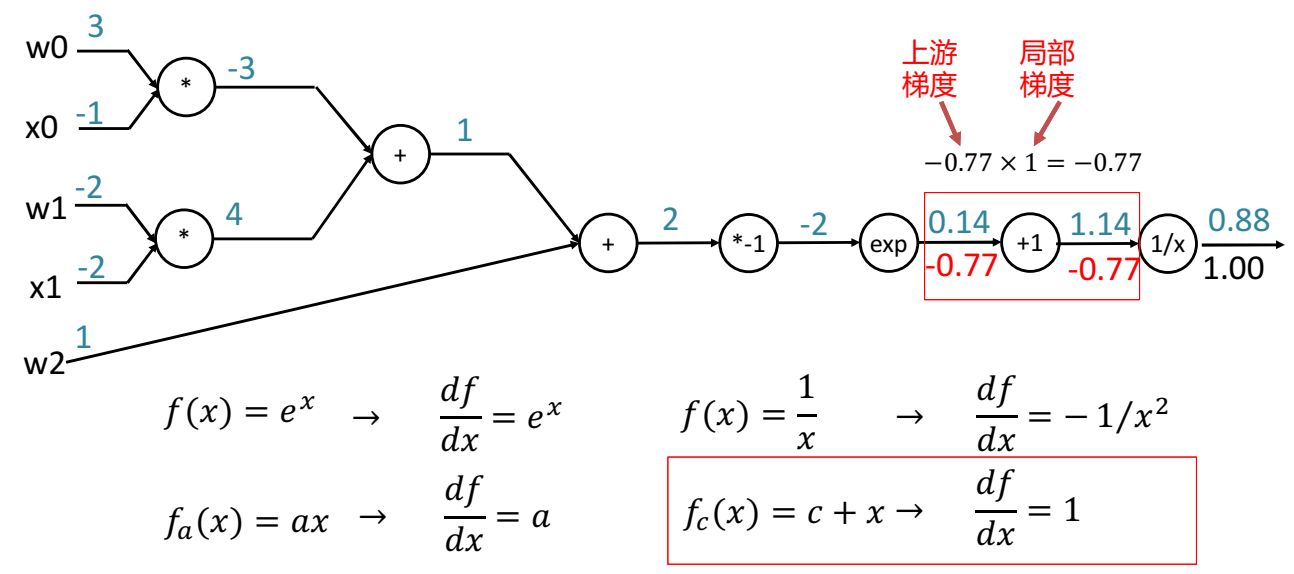 w0 3
* -3
x0 -1
+ 1
w1 -2
* 4
x1 -2
w2 1
上游
梯度
局部
梯度
−0.77 × 1 = −0.77
+ 2 *-1 -2 exp 0.14 +1 1.14 1/x 0.88
-0.77 -0.77 1.00
f(x) = e^x → df/dx = e^x
f(x) = 1/x → df/dx = − 1/x^2
f_a(x) = ax → df/dx = a
f_c(x) = c + x → df/dx = 1